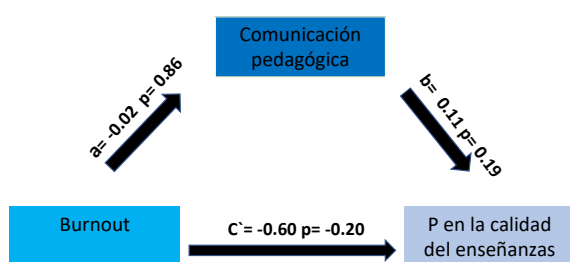 Comunicación
pedagógica
a= -0.02 p= 0.86
b= 0.11 p= 0.19
Burnout
C`= -0.60 p= -0.20
P en la calidad
del enseñanzas